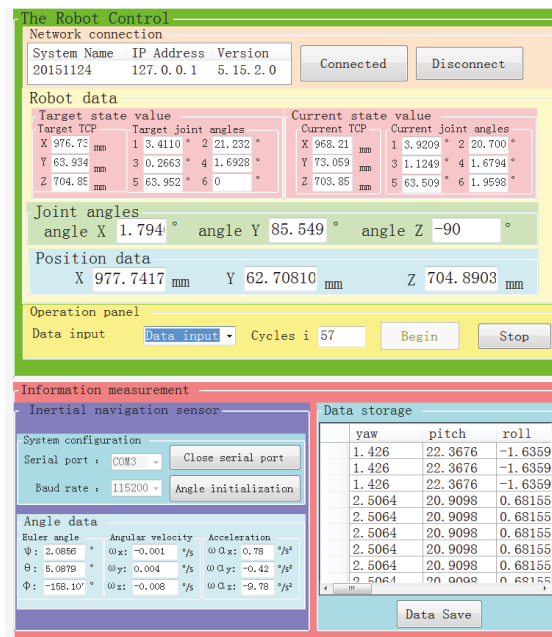 The Robot Control
Network connection
System Name IP Address Version
20151124 127.0.0.1 5.15.2.0
Connected Disconnect
Robot data
Target state value Current state value
Target TCP Target joint angles Current TCP Current joint angles
X 976.73 mm 1 3.4110 ° 2 21.232 ° X 968.21 mm 1 3.9209 ° 2 20.700 °
Y 63.934 mm 3 0.2663 ° 4 1.6928 ° Y 73.059 mm 3 1.1249 ° 4 1.6794 °
Z 704.85 mm 5 63.952 ° 6 0 ° Z 703.85 mm 5 63.509 ° 6 1.9598 °
Joint angles
angle X 1.794 ° angle Y 85.549 ° angle Z -90 °
Position data
X 977.7417 mm Y 62.70810 mm Z 704.8903 mm
Operation panel
Data input Data input Cycles i 57 Begin Stop
Information measurement
Inertial navigation sensor
System configuration
Serial port : COM3 Close serial port
Baud rate : 115200 Angle initialization
Angle data
Euler angle Angular velocity Acceleration
ψ: 2.0856 ° ωx: -0.001 °/s ωαx: 0.78 °/s²
θ: 5.0879 ° ωy: 0.004 °/s ωαy: -0.42 °/s²
Φ: -158.10 ° ωz: -0.008 °/s ωαz: -9.78 °/s²
Data storage
yaw pitch roll
1.426 22.3676 -1.6359
1.426 22.3676 -1.6359
1.426 22.3676 -1.6359
2.5064 20.9098 0.68155
2.5064 20.9098 0.68155
2.5064 20.9098 0.68155
2.5064 20.9098 0.68155
2.5064 20.9098 0.68155
Data Save